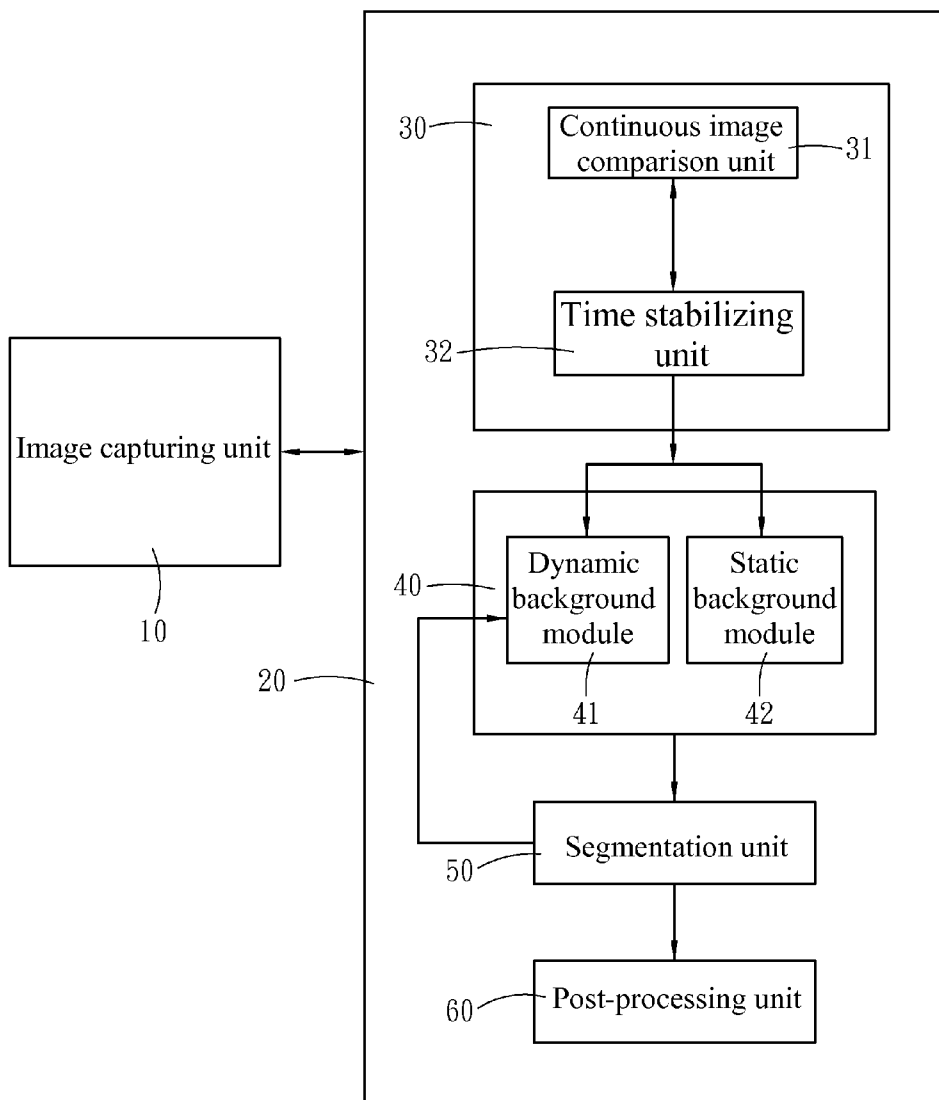 30
Continuous image
comparison unit
31
Time stabilizing
unit
32
Image capturing unit
10
20
40
Dynamic
background
module
41
Static
background
module
42
Segmentation unit
50
Post-processing unit
60